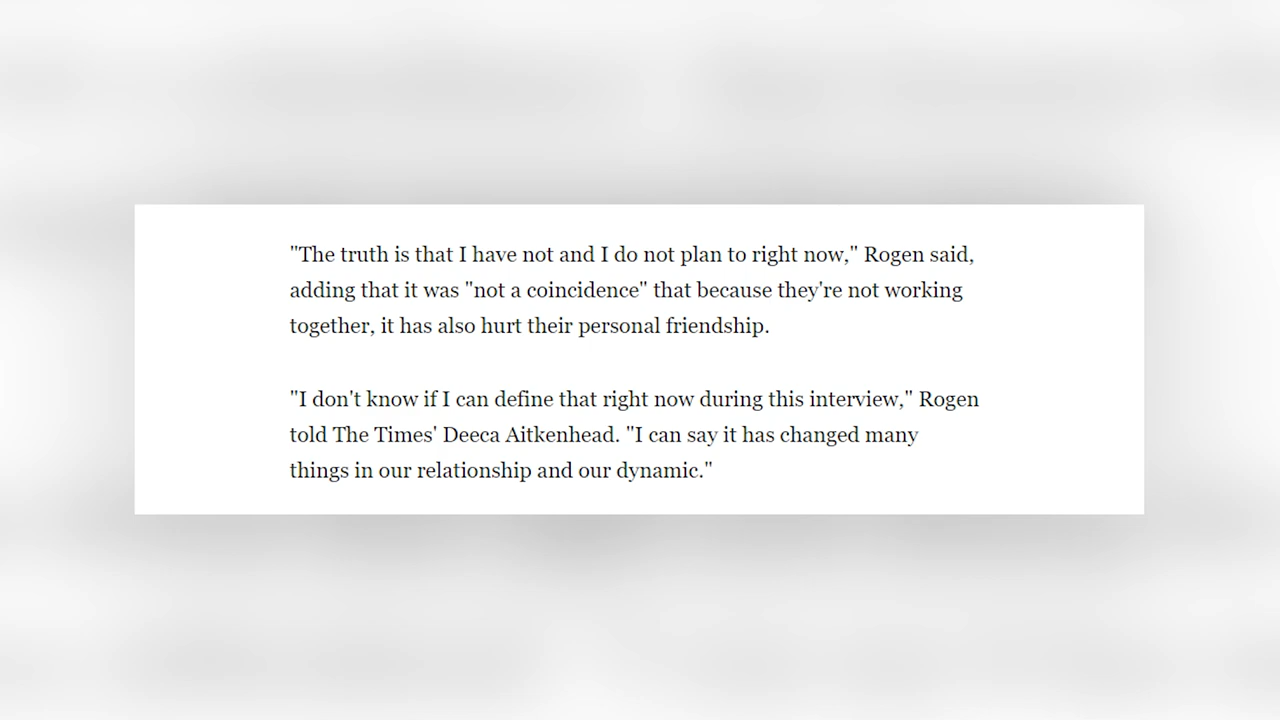 "The truth is that I have not and I do not plan to right now," Rogen said,
adding that it was "not a coincidence" that because they're not working
together, it has also hurt their personal friendship.
"I don't know if I can define that right now during this interview," Rogen
told The Times' Deeca Aitkenhead. "I can say it has changed many
things in our relationship and our dynamic."